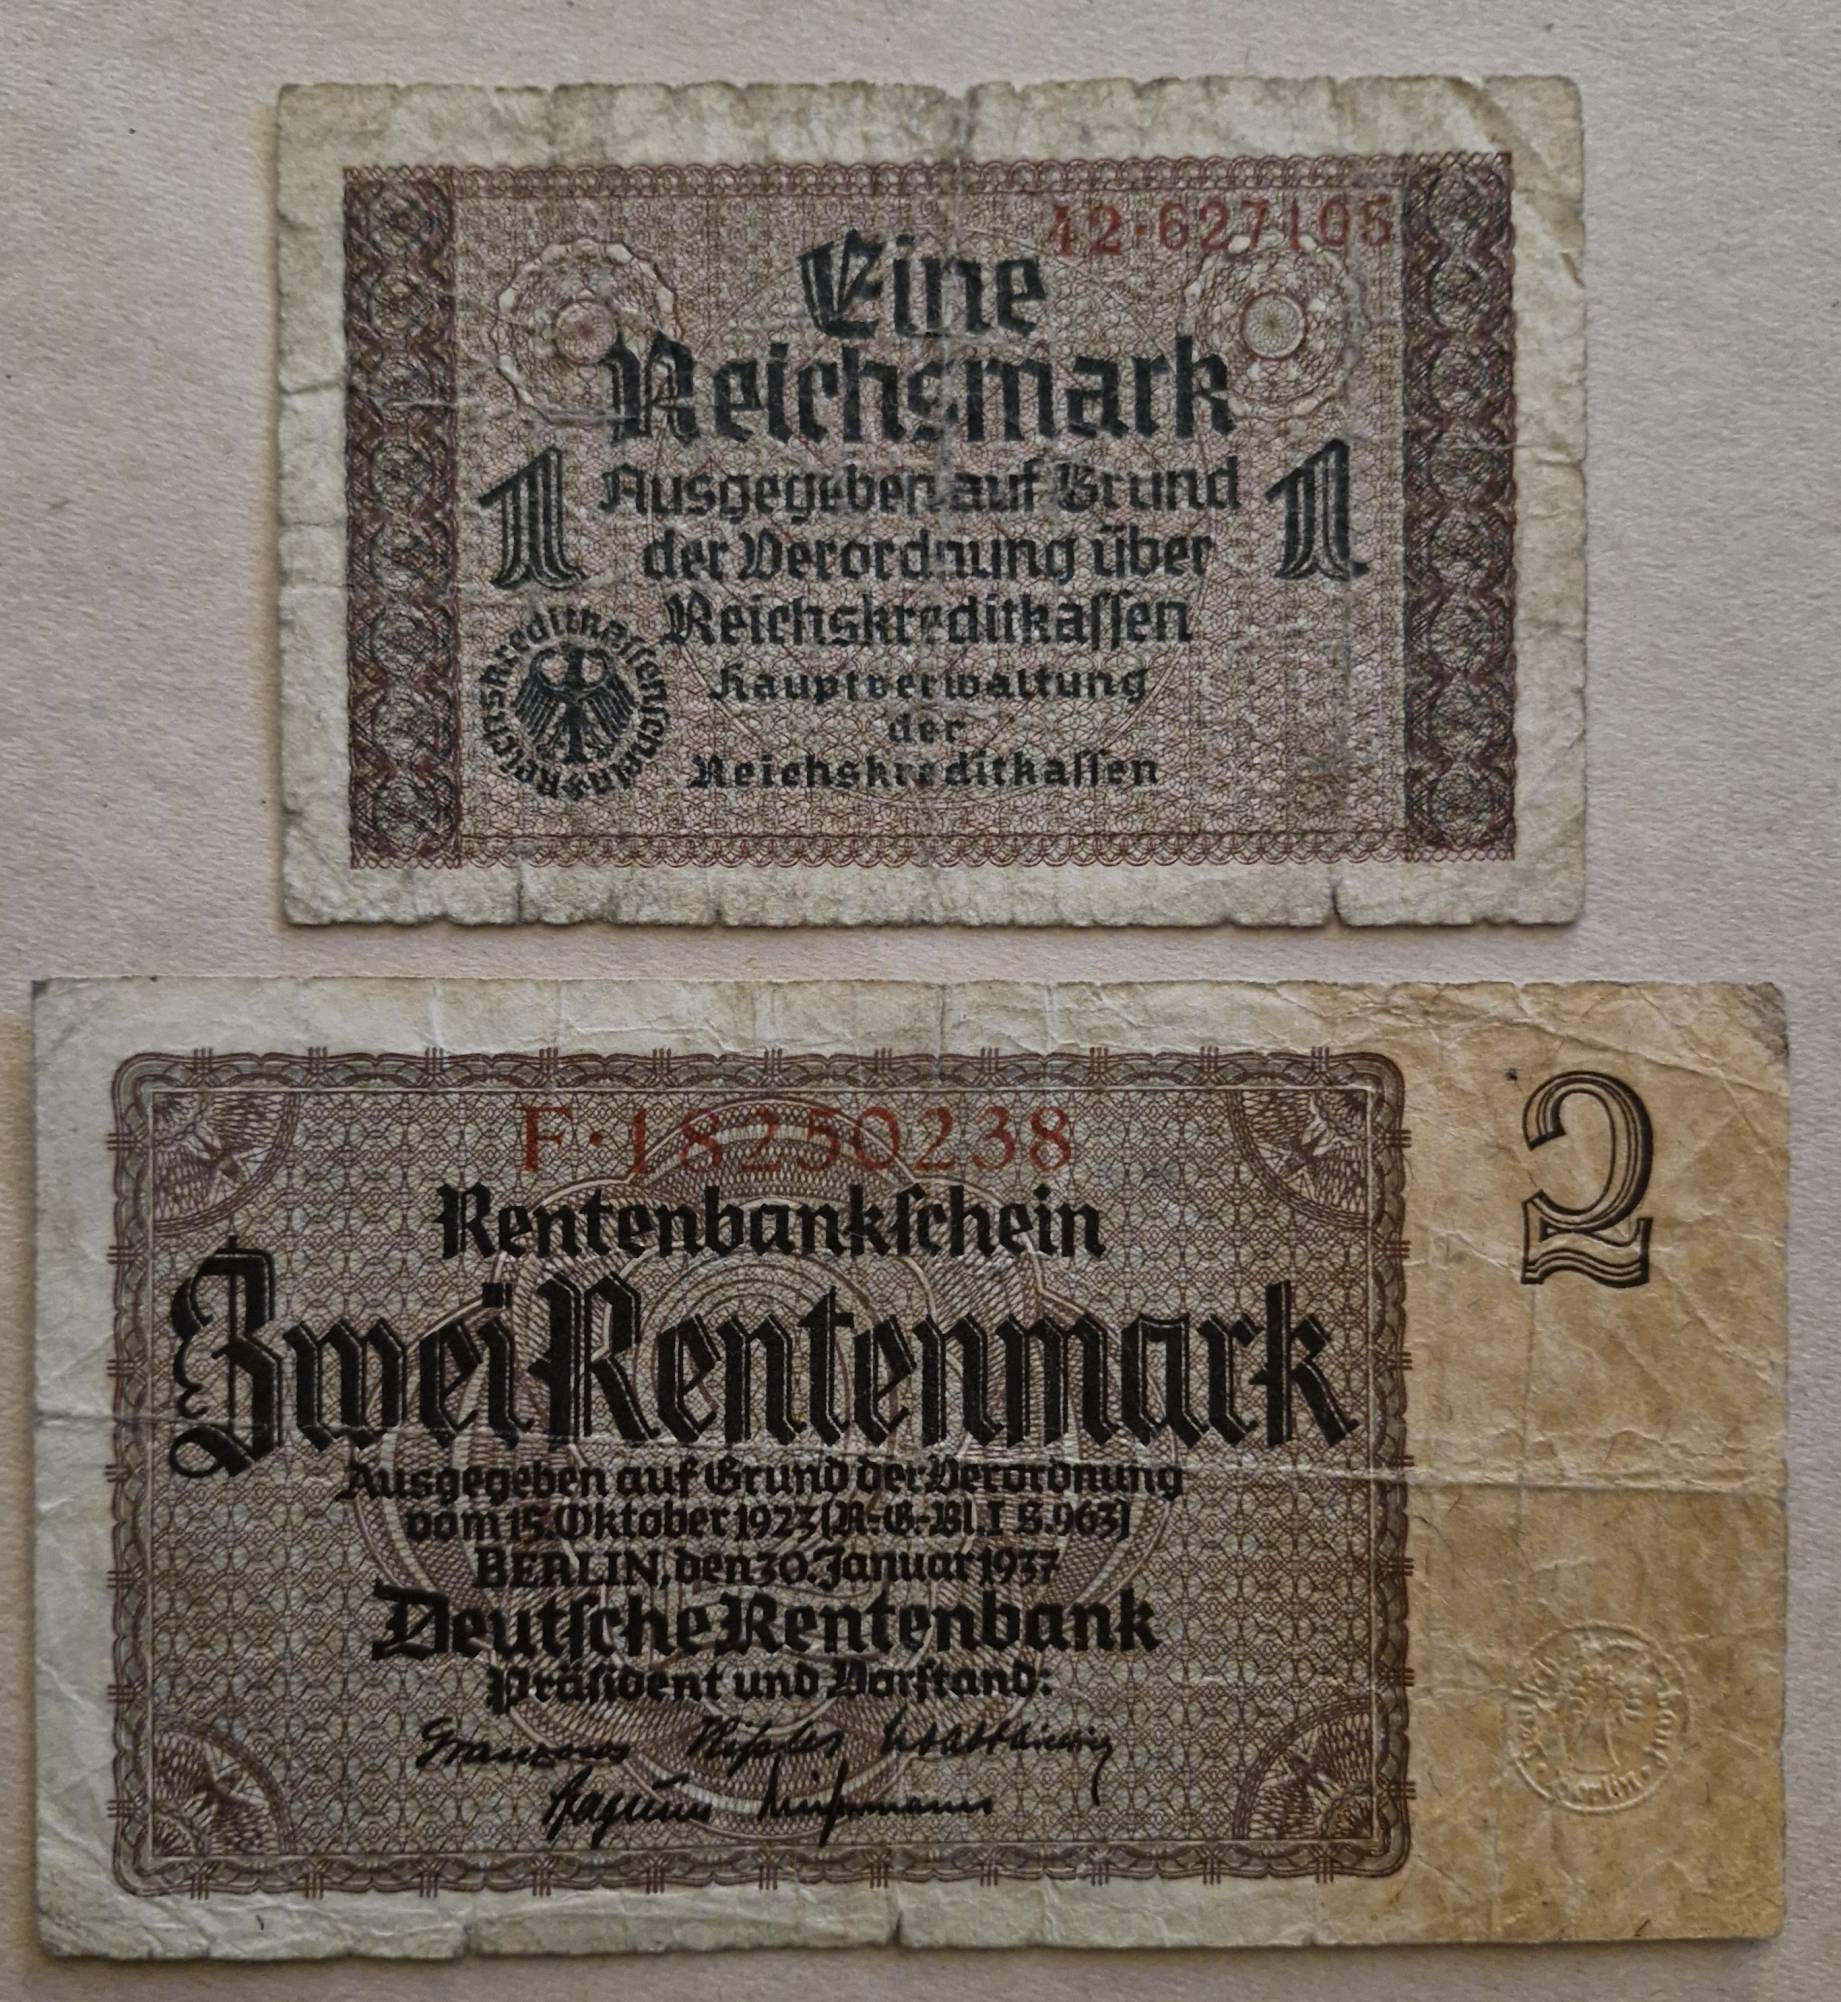 42·627105
Eine
Reichsmark
1 Ausgegeben auf Grund 1
der Verordnung über
Reichskreditkassen
Hauptverwaltung
der
Reichskreditkassen
F·18250238
2
Rentenbankschein
Zwei Rentenmark
Ausgegeben auf Grund der Verordnung
vom 15. Oktober 1923 (R.-G.-Bl. I S. 963)
BERLIN, den 30. Januar 1937
Deutsche Rentenbank
Präsident und Vorstand:
Berlin